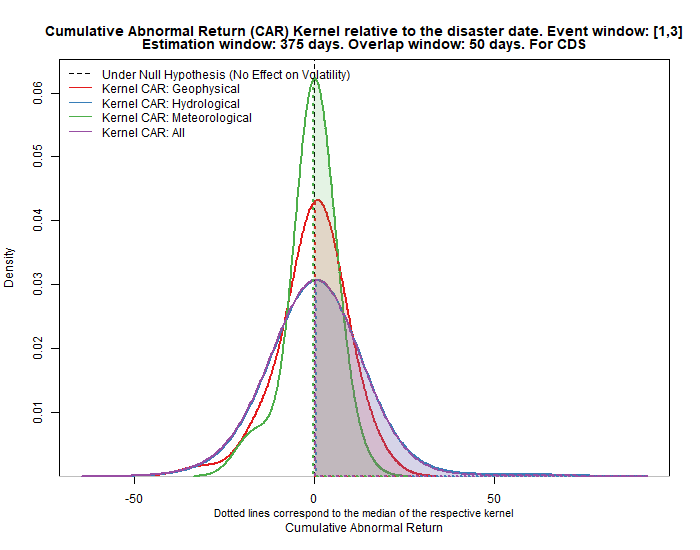 Cumulative Abnormal Return (CAR) Kernel relative to the disaster date. Event window: [1,3]
Estimation window: 375 days. Overlap window: 50 days. For CDS
Under Null Hypothesis (No Effect on Volatility)
Kernel CAR: Geophysical
Kernel CAR: Hydrological
Kernel CAR: Meteorological
Kernel CAR: All
Density
0.06
0.05
0.04
0.03
0.02
0.01
-50
0
50
Dotted lines correspond to the median of the respective kernel
Cumulative Abnormal Return